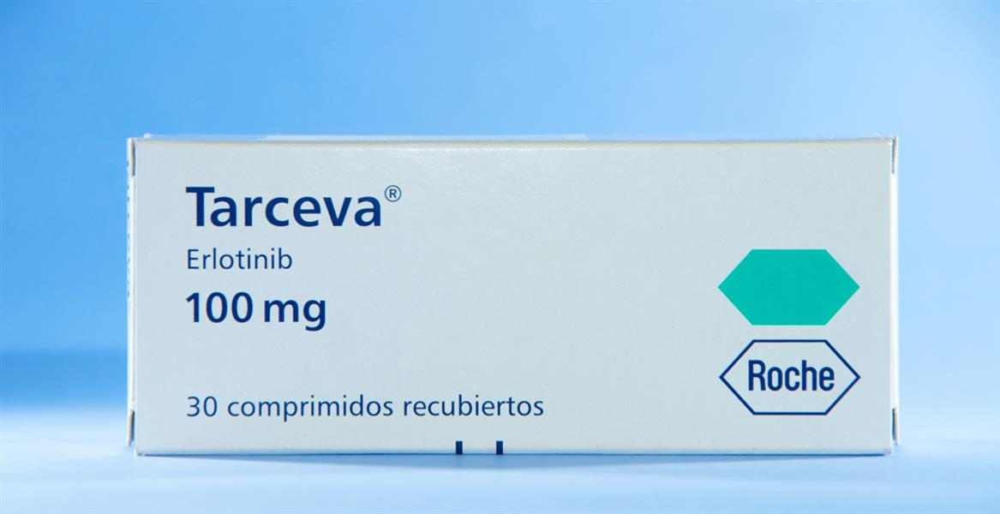 Tarceva®
Erlotinib
100 mg
30 comprimidos recubiertos
Roche